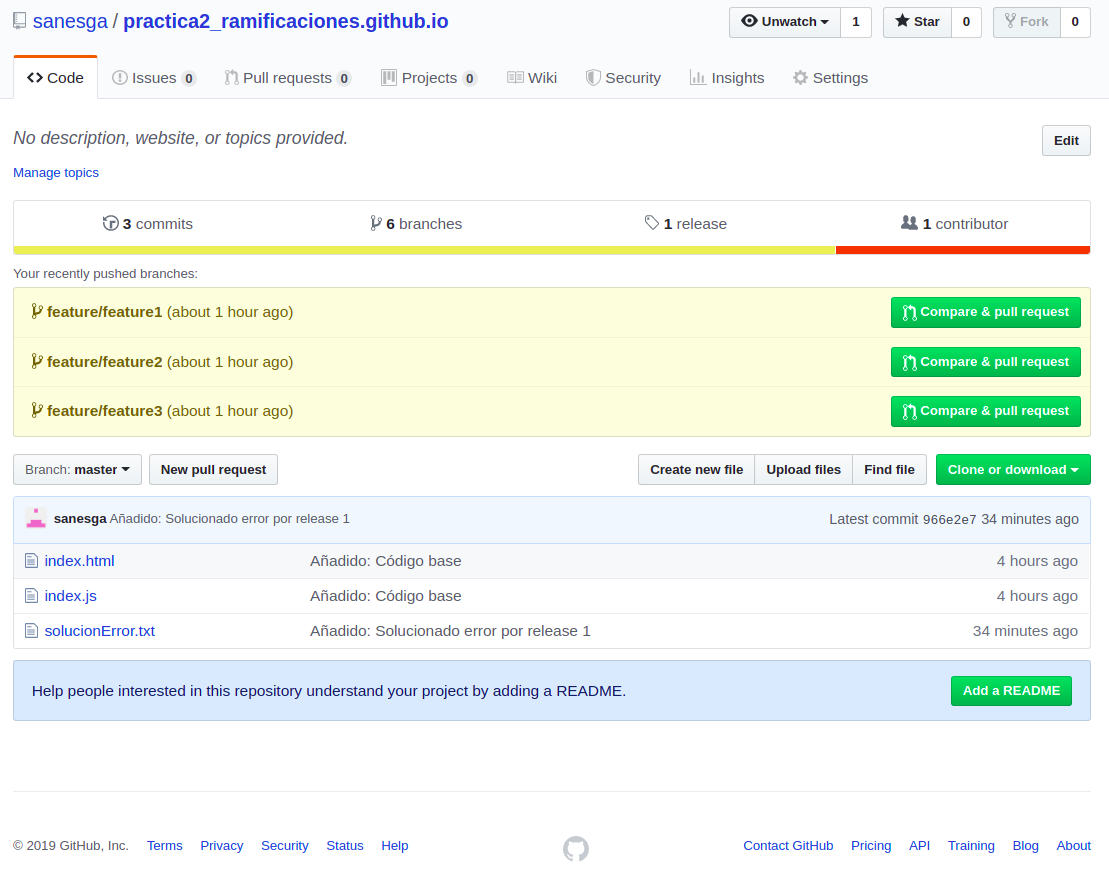 sanesga / practica2_ramificaciones.github.io Unwatch 1 Star 0 Fork 0
Code Issues 0 Pull requests 0 Projects 0 Wiki Security Insights Settings
No description, website, or topics provided. Edit
Manage topics
3 commits 6 branches 1 release 1 contributor
Your recently pushed branches:
feature/feature1 (about 1 hour ago) Compare & pull request
feature/feature2 (about 1 hour ago) Compare & pull request
feature/feature3 (about 1 hour ago) Compare & pull request
Branch: master New pull request Create new file Upload files Find file Clone or download
sanesga Añadido: Solucionado error por release 1 Latest commit 966e2e7 34 minutes ago
index.html Añadido: Código base 4 hours ago
index.js Añadido: Código base 4 hours ago
solucionError.txt Añadido: Solucionado error por release 1 34 minutes ago
Help people interested in this repository understand your project by adding a README. Add a README
© 2019 GitHub, Inc. Terms Privacy Security Status Help Contact GitHub Pricing API Training Blog About